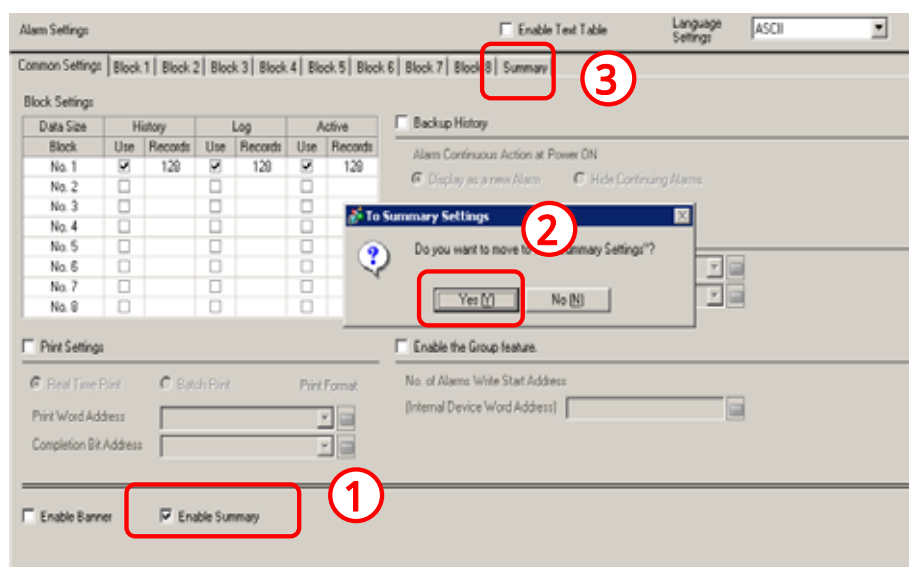 Alarm Settings Enable Text Table Language Settings ASCII
Common Settings Block 1 Block 2 Block 3 Block 4 Block 5 Block 6 Block 7 Block 8 Summary
3
Block Settings
Data Size History Log Active
Block Use Records Use Records Use Records
No. 1 128 128 128
No. 2
No. 3
No. 4
No. 5
No. 6
No. 7
No. 8
Backup History
Alarm Continuous Action at Power ON
Display as a new Alarm Hide Continuing Alarms
To Summary Settings
2
Do you want to move to Summary Settings"?
Yes (Y) No (N)
Print Settings
Real Time Print Batch Print Print Format
Print Word Address
Completion Bit Address
Enable the Group feature.
No. of Alarms Write Start Address
(Internal Device Word Address)
1
Enable Banner Enable Summary